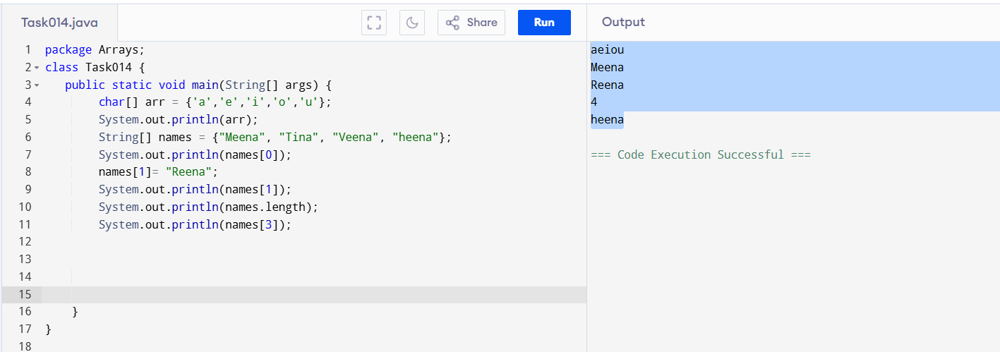 Task014.java
Share
Run
Output
1 package Arrays;
2 class Task014 {
3 public static void main(String[] args) {
4 char[] arr = {'a','e','i','o','u'};
5 System.out.println(arr);
6 String[] names = {"Meena", "Tina", "Veena", "heena"};
7 System.out.println(names[0]);
8 names[1]= "Reena";
9 System.out.println(names[1]);
10 System.out.println(names.length);
11 System.out.println(names[3]);
12
13
14
15
16 }
17 }
18
aeiou
Meena
Reena
4
heena
=== Code Execution Successful ===